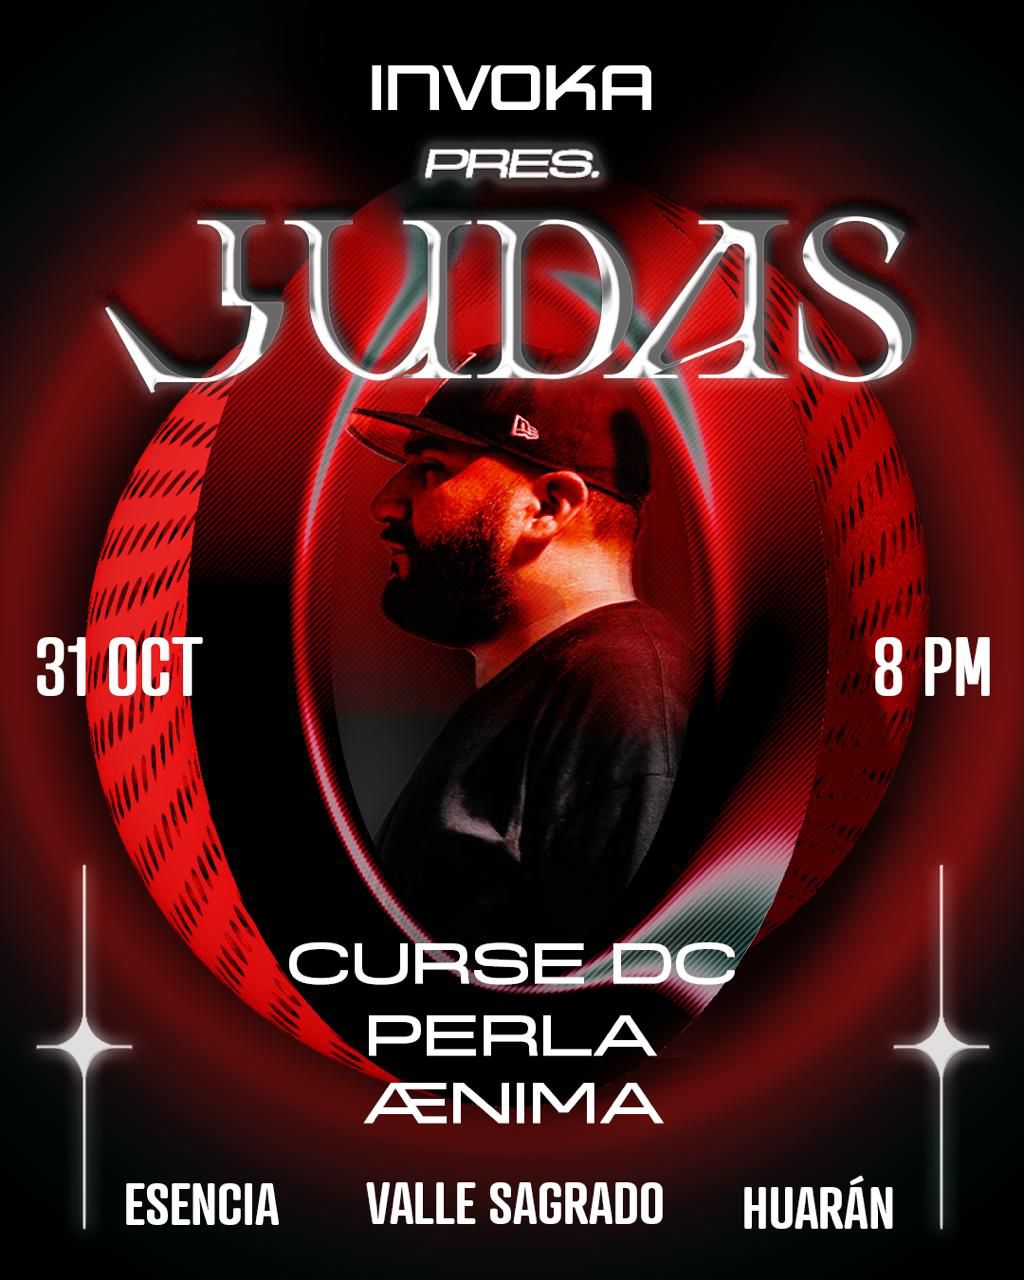 INVOKA
PRES.
JUDAS
31 OCT
8 PM
CURSE DC
PERLA
ÆNIMA
ESENCIA
VALLE SAGRADO
HUARÁN